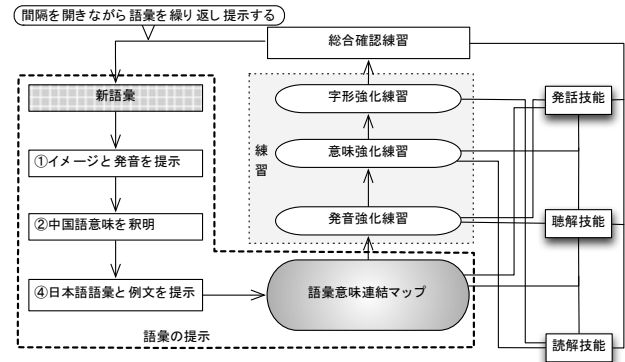 間隔を開きながら語彙を繰り返し提示する
総合確認練習
新語彙
字形強化練習
発話技能
練習
①イメージと発音を提示
意味強化練習
②中国語意味を釈明
発音強化練習
聴解技能
④日本語語彙と例文を提示
語彙意味連結マップ
語彙の提示
読解技能